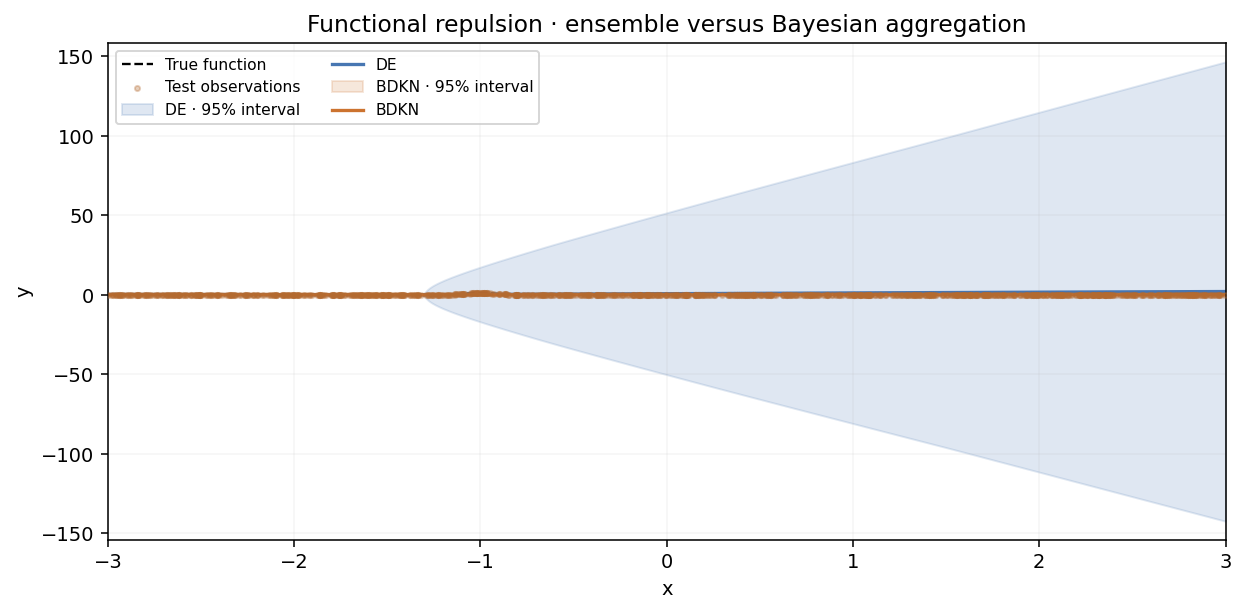 Functional repulsion · ensemble versus Bayesian aggregation
True function
Test observations
DE · 95% interval
DE
BDKN · 95% interval
BDKN
150
100
50
0
−50
−100
−150
y
−3
−2
−1
0
1
2
3
x